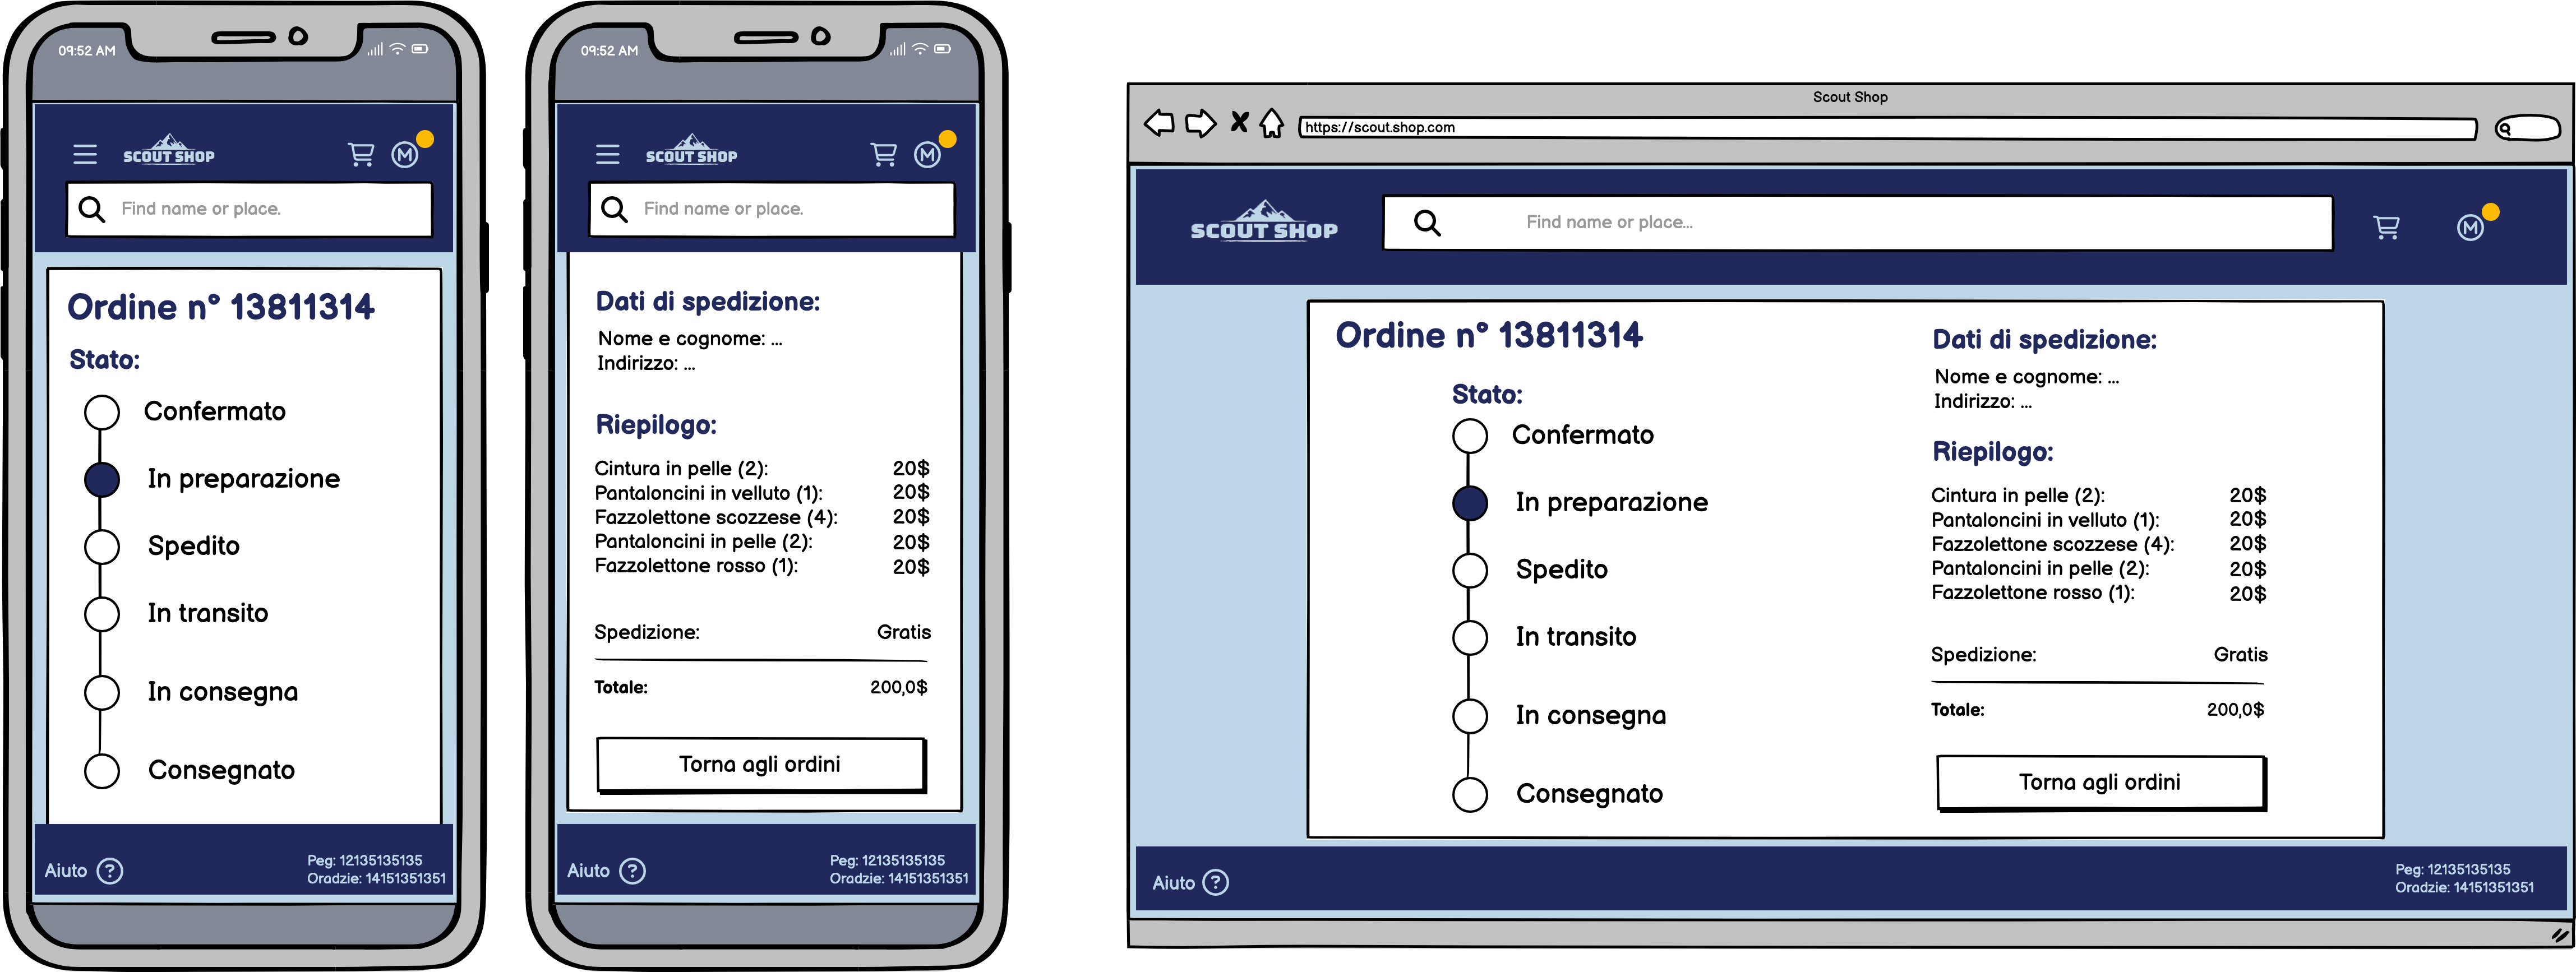 09:52 AM
SCOUT SHOP
M
Find name or place.
Ordine n° 13811314
Stato:
Confermato
In preparazione
Spedito
In transito
In consegna
Consegnato
Aiuto ?
Peg: 12135135135
Oradzie: 14151351351
09:52 AM
SCOUT SHOP
M
Find name or place.
Dati di spedizione:
Nome e cognome: ...
Indirizzo: ...
Riepilogo:
Cintura in pelle (2): 20$
Pantaloncini in velluto (1): 20$
Fazzolettone scozzese (4): 20$
Pantaloncini in pelle (2): 20$
Fazzolettone rosso (1): 20$
Spedizione: Gratis
Totale: 200,0$
Torna agli ordini
Aiuto ?
Peg: 12135135135
Oradzie: 14151351351
Scout Shop
https://scout.shop.com
SCOUT SHOP
Find name or place...
M
Ordine n° 13811314
Stato:
Confermato
In preparazione
Spedito
In transito
In consegna
Consegnato
Dati di spedizione:
Nome e cognome: ...
Indirizzo: ...
Riepilogo:
Cintura in pelle (2): 20$
Pantaloncini in velluto (1): 20$
Fazzolettone scozzese (4): 20$
Pantaloncini in pelle (2): 20$
Fazzolettone rosso (1): 20$
Spedizione: Gratis
Totale: 200,0$
Torna agli ordini
Aiuto ?
Peg: 12135135135
Oradzie: 14151351351